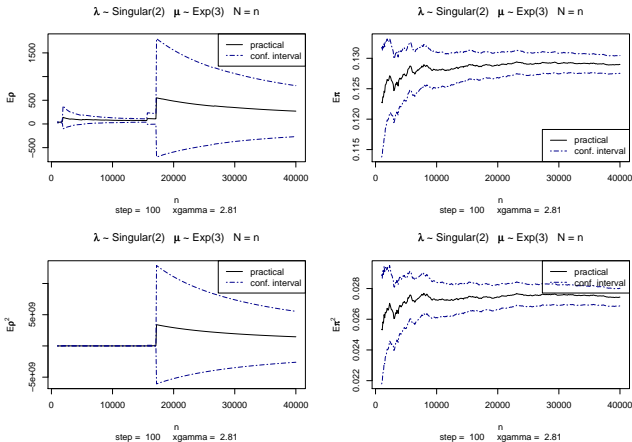 λ ~ Singular(2) μ ~ Exp(3) N = n
Eρ
1500
500
0
−500
practical
conf. interval
0 10000 20000 30000 40000
n
step = 100 xgamma = 2.81
λ ~ Singular(2) μ ~ Exp(3) N = n
Eπ
0.130
0.125
0.120
0.115
practical
conf. interval
0 10000 20000 30000 40000
n
step = 100 xgamma = 2.81
λ ~ Singular(2) μ ~ Exp(3) N = n
Eρ²
5e+09
−5e+09
practical
conf. interval
0 10000 20000 30000 40000
n
step = 100 xgamma = 2.81
λ ~ Singular(2) μ ~ Exp(3) N = n
Eπ²
0.028
0.026
0.024
0.022
practical
conf. interval
0 10000 20000 30000 40000
n
step = 100 xgamma = 2.81